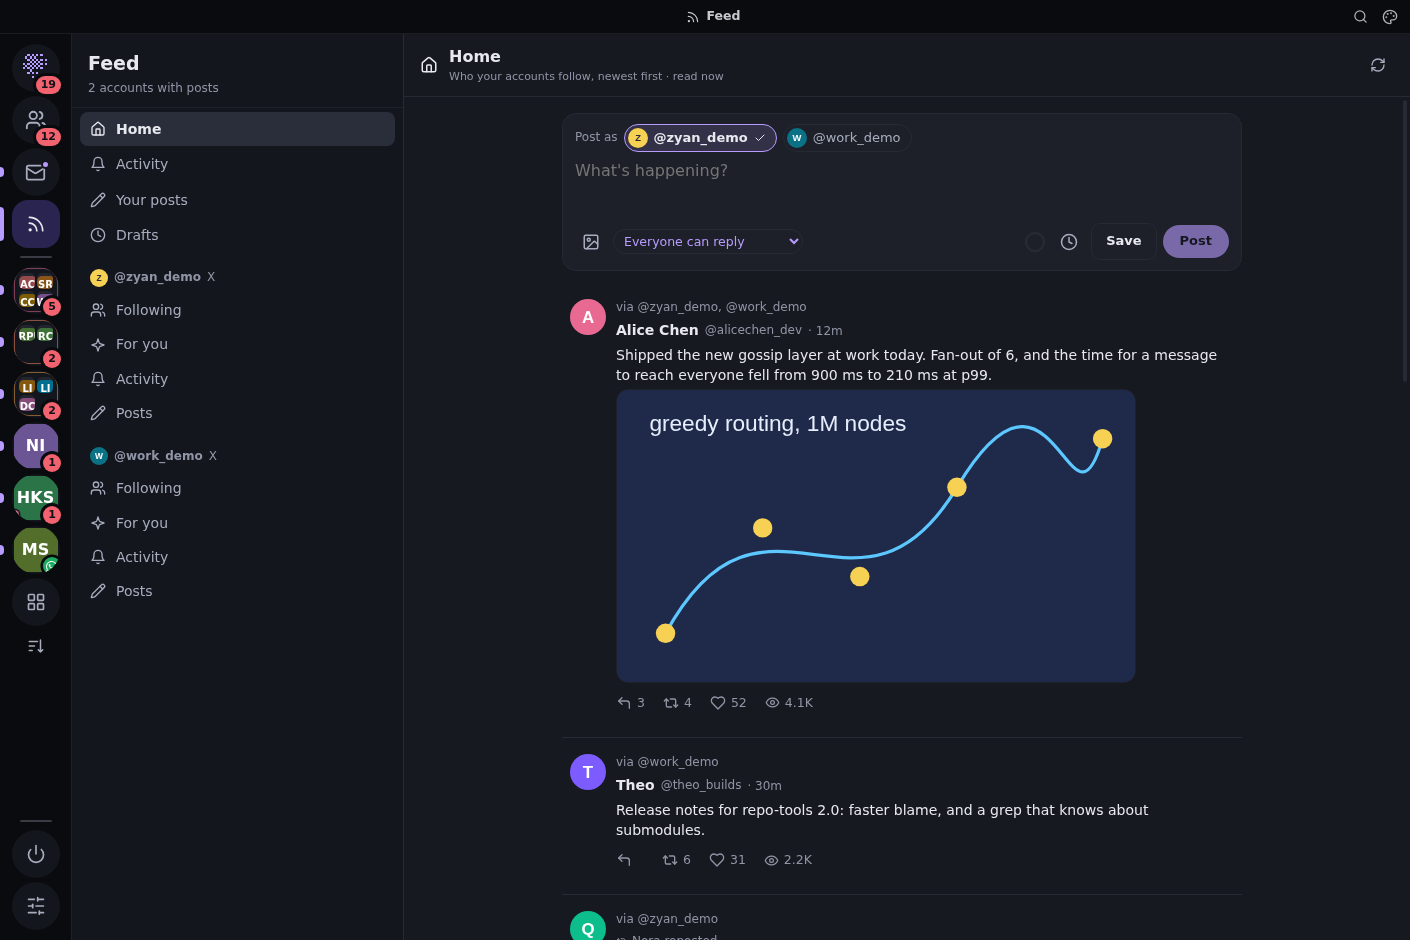 Feed
19
12
AC SR
CC
5
RP RC
2
LI LI
DC
2
NI
1
HKS
1
MS
Feed
2 accounts with posts
Home
Activity
Your posts
Drafts
Z @zyan_demo X
Following
For you
Activity
Posts
W @work_demo X
Following
For you
Activity
Posts
Home
Who your accounts follow, newest first · read now
Post as Z @zyan_demo W @work_demo
What's happening?
Everyone can reply
Save Post
via @zyan_demo, @work_demo
A Alice Chen @alicechen_dev · 12m
Shipped the new gossip layer at work today. Fan-out of 6, and the time for a message
to reach everyone fell from 900 ms to 210 ms at p99.
greedy routing, 1M nodes
3 4 52 4.1K
via @work_demo
T Theo @theo_builds · 30m
Release notes for repo-tools 2.0: faster blame, and a grep that knows about
submodules.
6 31 2.2K
via @zyan_demo
Q
Nora reposted